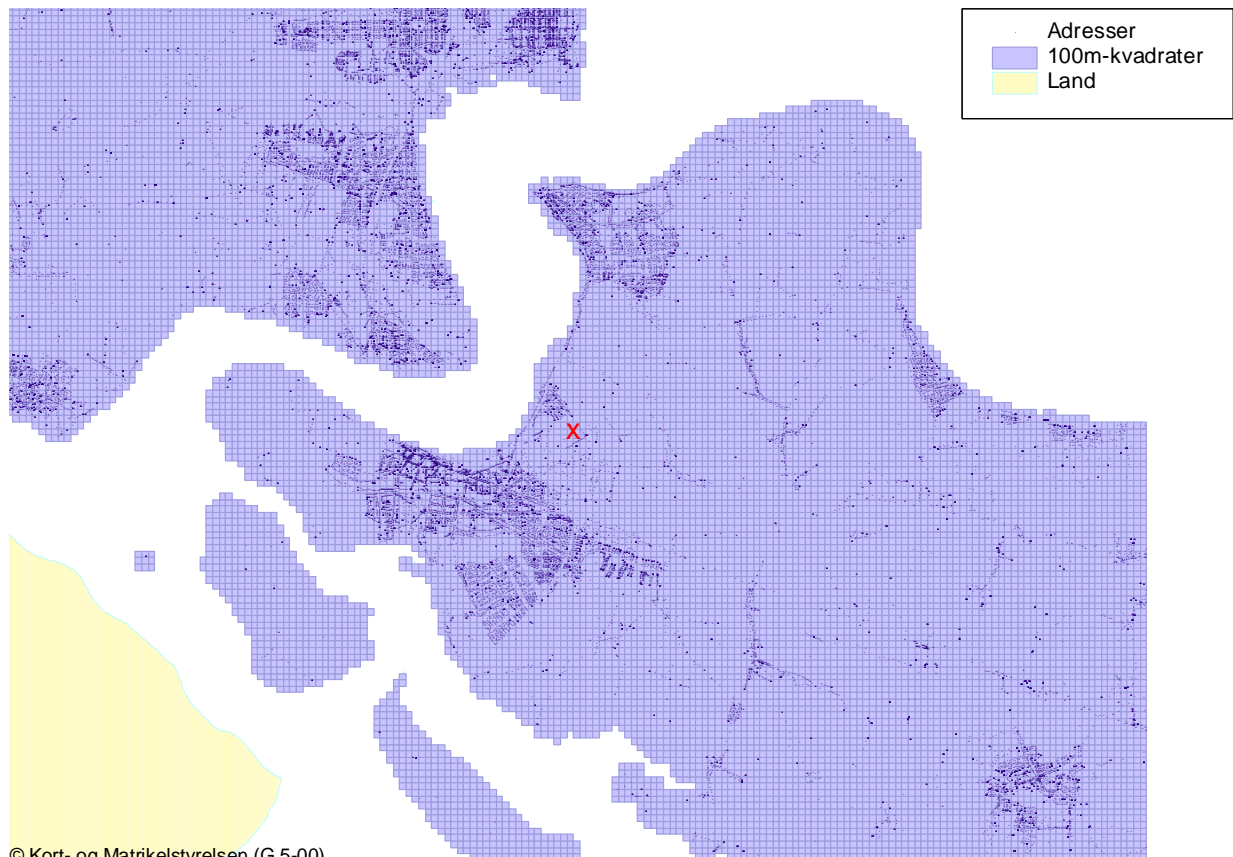 Adresser
100m-kvadrater
Land
X
© Kort- og Matrikelstyrelsen (G 5-00)